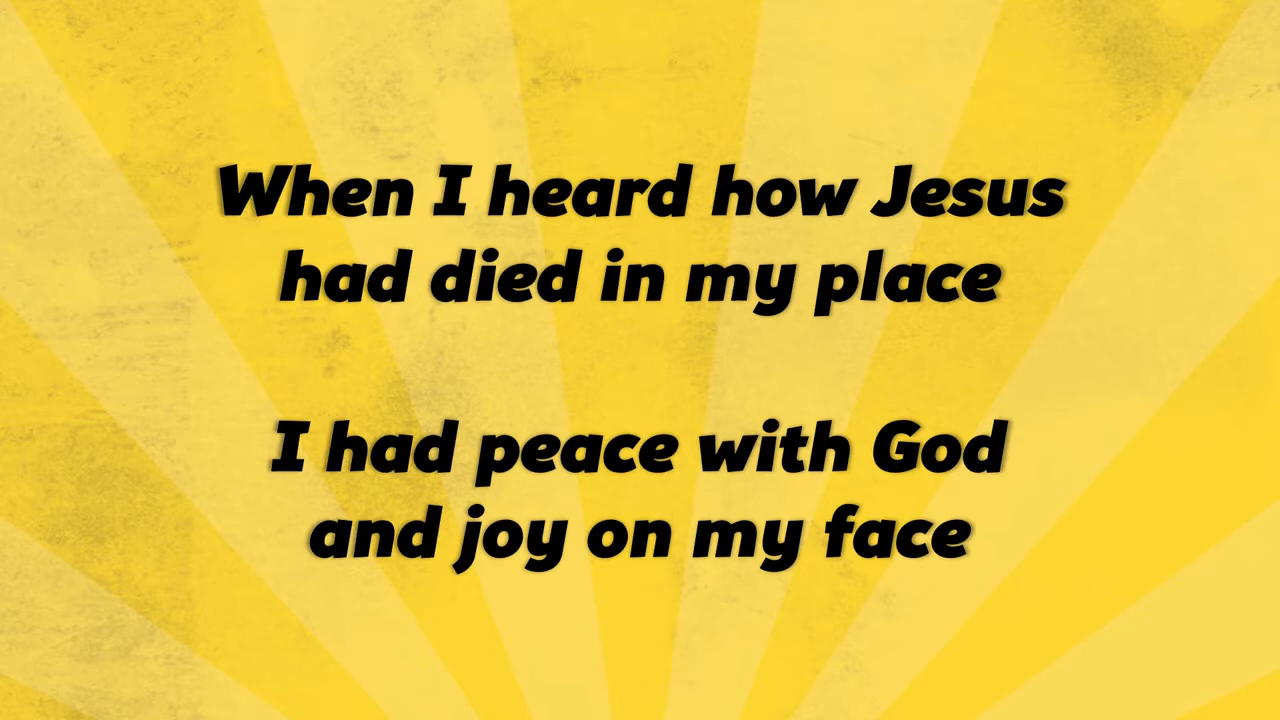 When I heard how Jesus
had died in my place
I had peace with God
and joy on my face